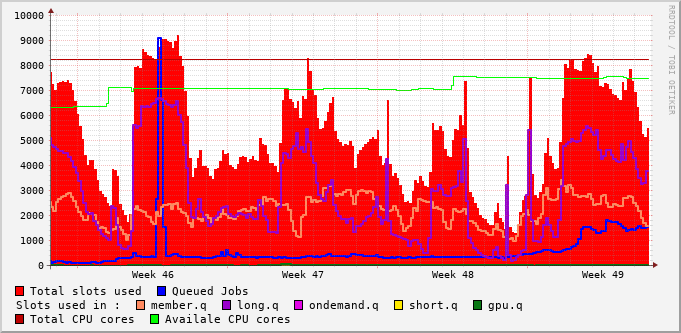 10000
9000
8000
7000
6000
5000
4000
3000
2000
1000
0
Week 46 Week 47 Week 48 Week 49
RRDTOOL / TOBI OETIKER
Total slots used Queued Jobs
Slots used in : member.q long.q ondemand.q short.q gpu.q
Total CPU cores Availale CPU cores